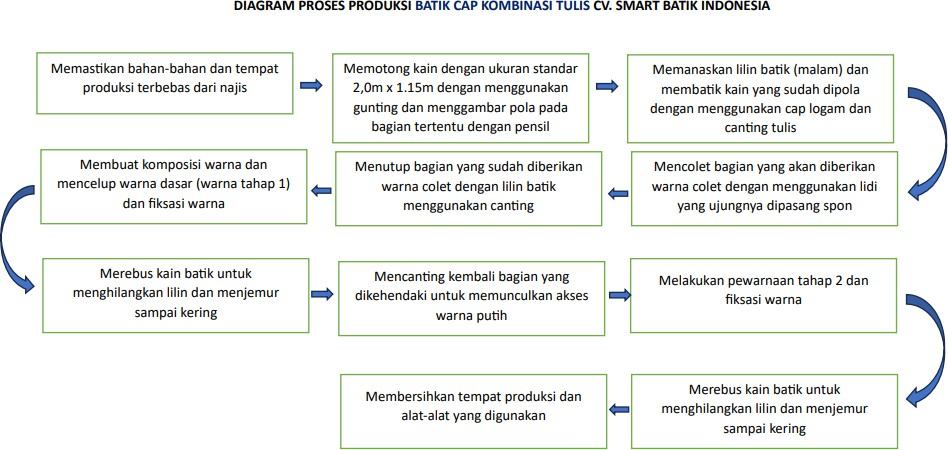 DIAGRAM PROSES PRODUKSI BATIK CAP KOMBINASI TULIS CV. SMART BATIK INDONESIA
Memastikan bahan-bahan dan tempat
produksi terbebas dari najis
Memotong kain dengan ukuran standar
2,0m x 1.15m dengan menggunakan
gunting dan menggambar pola pada
bagian tertentu dengan pensil
Memanaskan lilin batik (malam) dan
membatik kain yang sudah dipola
dengan menggunakan cap logam dan
canting tulis
Mencolet bagian yang akan diberikan
warna colet dengan menggunakan lidi
yang ujungnya dipasang spon
Menutup bagian yang sudah diberikan
warna colet dengan lilin batik
menggunakan canting
Membuat komposisi warna dan
mencelup warna dasar (warna tahap 1)
dan fiksasi warna
Merebus kain batik untuk
menghilangkan lilin dan menjemur
sampai kering
Mencanting kembali bagian yang
dikehendaki untuk memunculkan akses
warna putih
Melakukan pewarnaan tahap 2 dan
fiksasi warna
Merebus kain batik untuk
menghilangkan lilin dan menjemur
sampai kering
Membersihkan tempat produksi dan
alat-alat yang digunakan